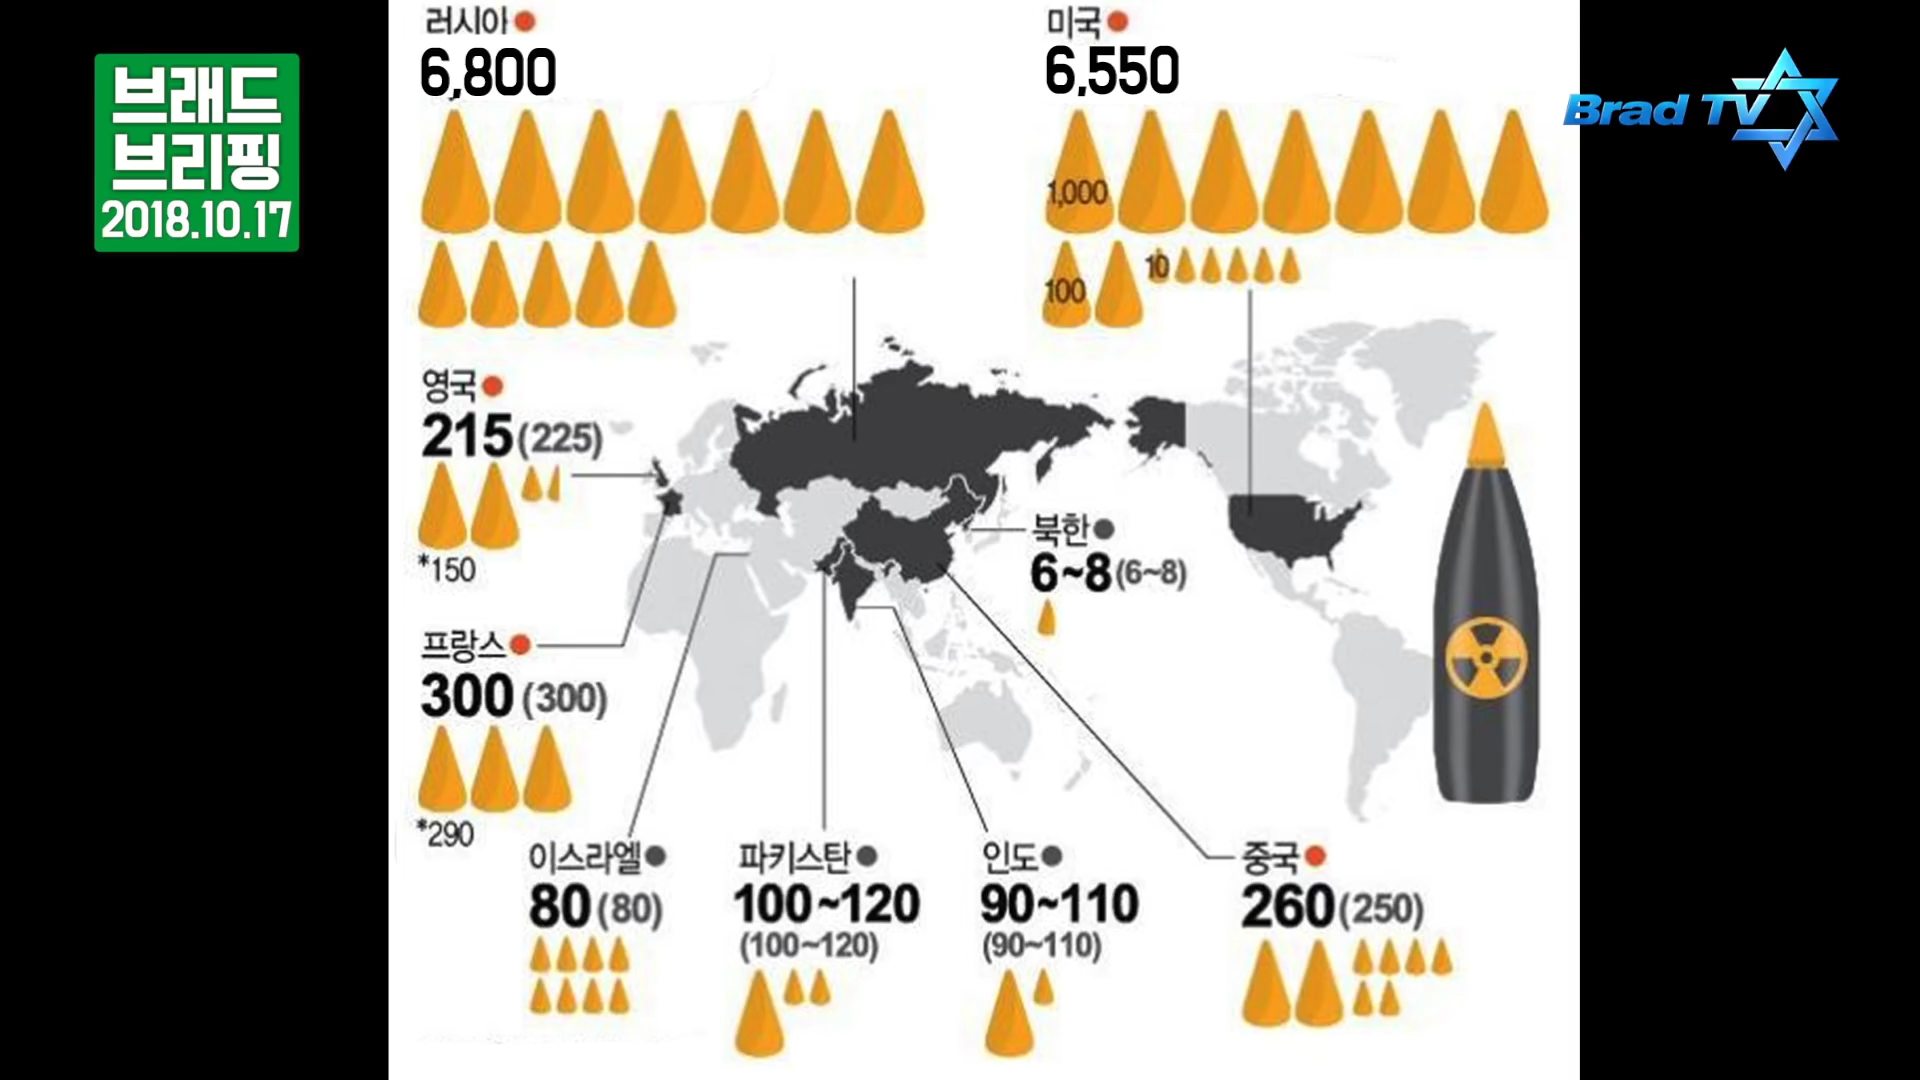 브래드
브리핑
2018.10.17
Brad TV
러시아
6,800
미국
6,550
1,000
100
10
영국
215(225)
*150
북한
6~8(6~8)
프랑스
300(300)
*290
이스라엘
80(80)
파키스탄
100~120
(100~120)
인도
90~110
(90~110)
중국
260(250)